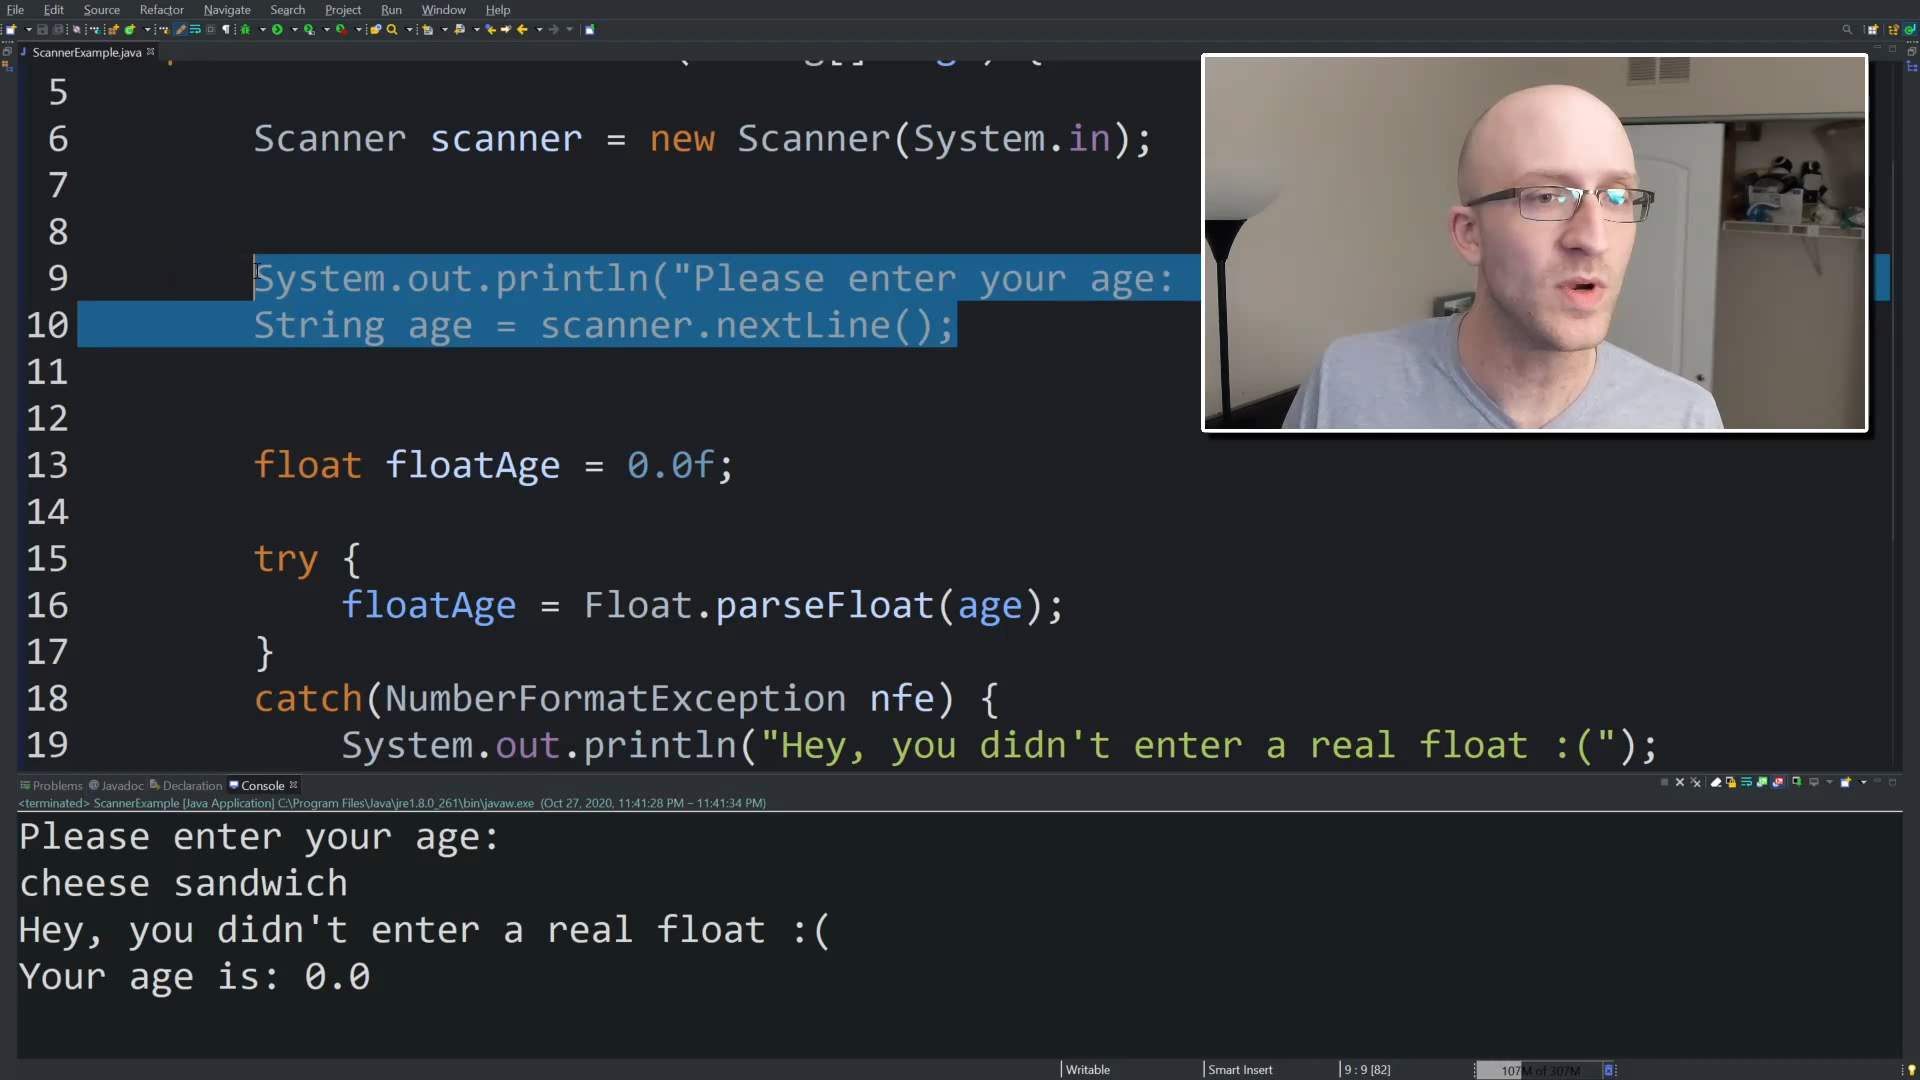 File Edit Source Refactor Navigate Search Project Run Window Help
ScannerExample.java
5
6 Scanner scanner = new Scanner(System.in);
7
8
9 System.out.println("Please enter your age:
10 String age = scanner.nextLine();
11
12
13 float floatAge = 0.0f;
14
15 try {
16 floatAge = Float.parseFloat(age);
17 }
18 catch(NumberFormatException nfe) {
19 System.out.println("Hey, you didn't enter a real float :(");
Problems Javadoc Declaration Console
<terminated> ScannerExample [Java Application] C:\Program Files\Java\jre1.8.0_261\bin\javaw.exe (Oct 27, 2020, 11:41:28 PM – 11:41:34 PM)
Please enter your age:
cheese sandwich
Hey, you didn't enter a real float :(
Your age is: 0.0
Writable Smart Insert 9 : 9 [82] 107M of 307M